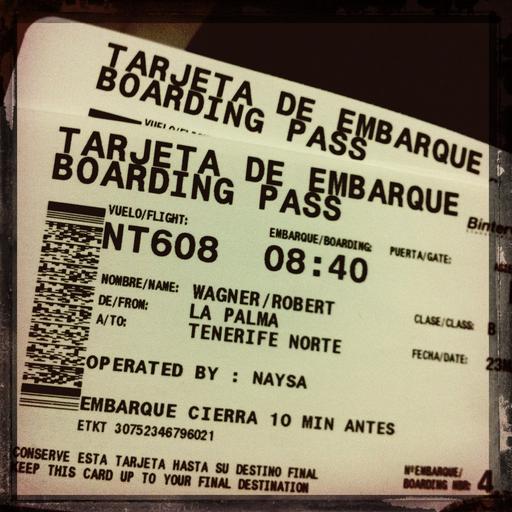 TARJETA DE EMBARQUE
BOARDING PASS
TARJETA DE EMBARQUE
BOARDING PASS
VUELO/FLIGHT: EMBARQUE/BOARDING: PUERTA/GATE:
NT608 08:40
NOMBRE/NAME: WAGNER/ROBERT
DE/FROM: LA PALMA CLASE/CLASS: B
A/TO: TENERIFE NORTE FECHA/DATE:
OPERATED BY : NAYSA
EMBARQUE CIERRA 10 MIN ANTES
ETKT 30752346796021
CONSERVE ESTA TARJETA HASTA SU DESTINO FINAL NºEMBARQUE/
KEEP THIS CARD UP TO YOUR FINAL DESTINATION BOARDING NBR: 4